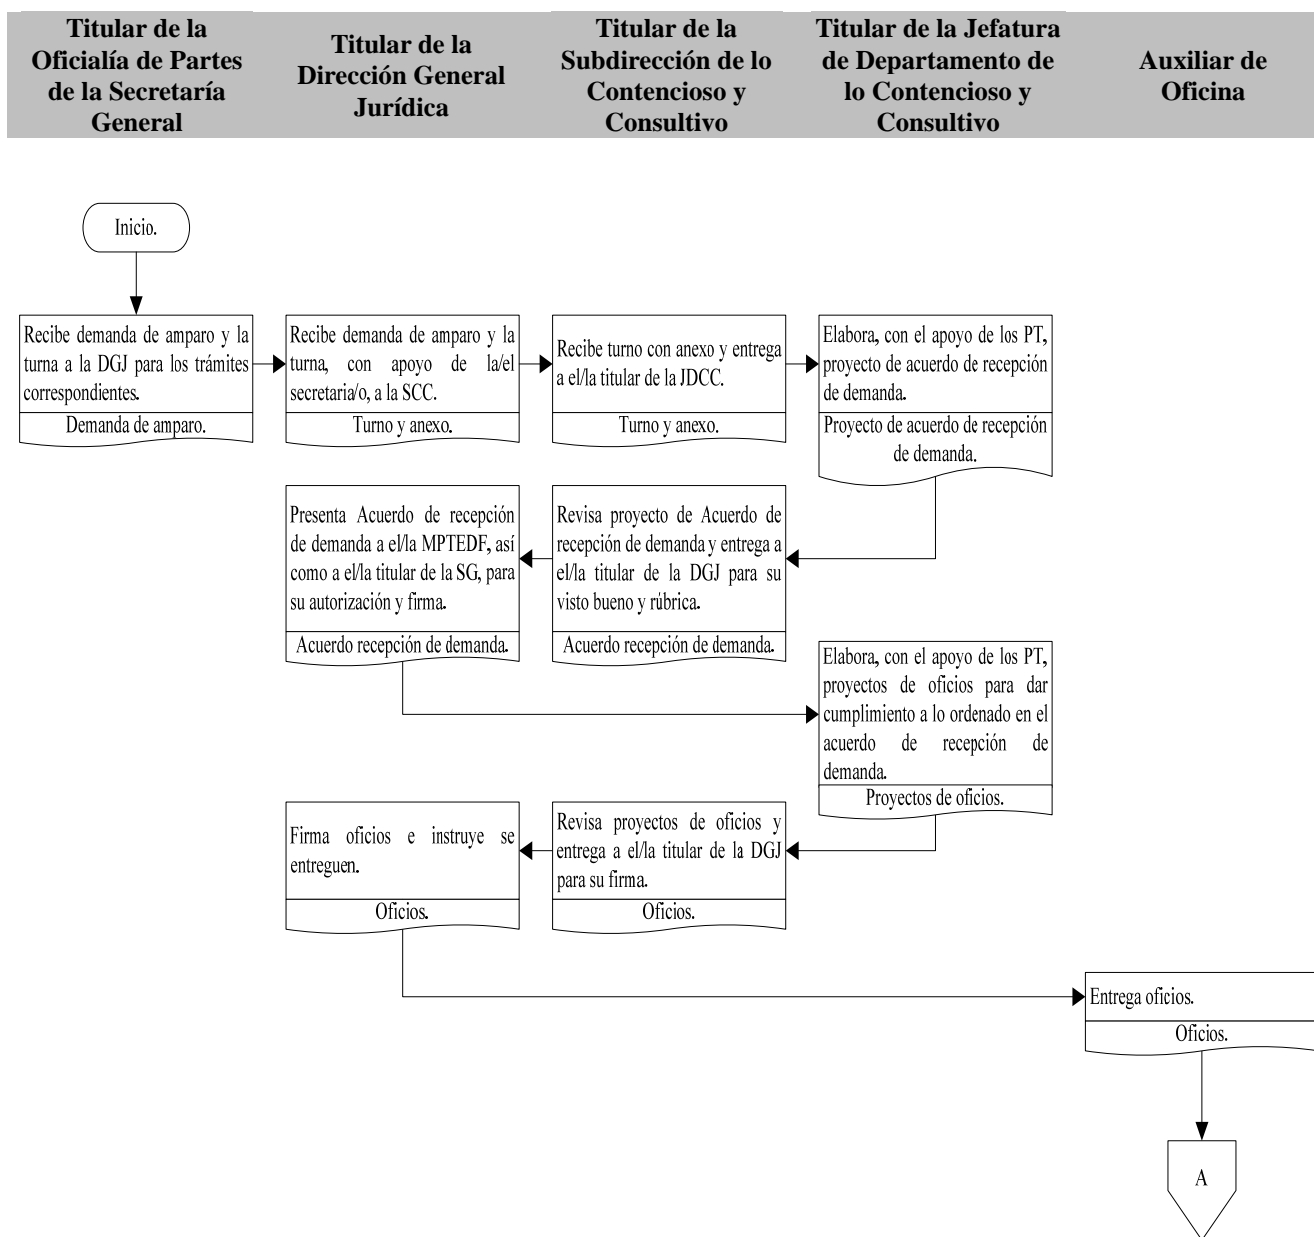 Titular de la
Oficialía de Partes
de la Secretaría
General
Titular de la
Dirección General
Jurídica
Titular de la
Subdirección de lo
Contencioso y
Consultivo
Titular de la Jefatura
de Departamento de
lo Contencioso y
Consultivo
Auxiliar de
Oficina
Inicio.
Recibe demanda de amparo y la
turna a la DGJ para los trámites
correspondientes.
Demanda de amparo.
Recibe demanda de amparo y la
turna, con apoyo de la/el
secretaria/o, a la SCC.
Turno y anexo.
Recibe turno con anexo y entrega
a el/la titular de la JDCC.
Turno y anexo.
Elabora, con el apoyo de los PT,
proyecto de acuerdo de recepción
de demanda.
Proyecto de acuerdo de recepción
de demanda.
Revisa proyecto de Acuerdo de
recepción de demanda y entrega a
el/la titular de la DGJ para su
visto bueno y rúbrica.
Acuerdo recepción de demanda.
Presenta Acuerdo de recepción
de demanda a el/la MPTEDF, así
como a el/la titular de la SG, para
su autorización y firma.
Acuerdo recepción de demanda.
Elabora, con el apoyo de los PT,
proyectos de oficios para dar
cumplimiento a lo ordenado en el
acuerdo de recepción de
demanda.
Proyectos de oficios.
Revisa proyectos de oficios y
entrega a el/la titular de la DGJ
para su firma.
Oficios.
Firma oficios e instruye se
entreguen.
Oficios.
Entrega oficios.
Oficios.
A